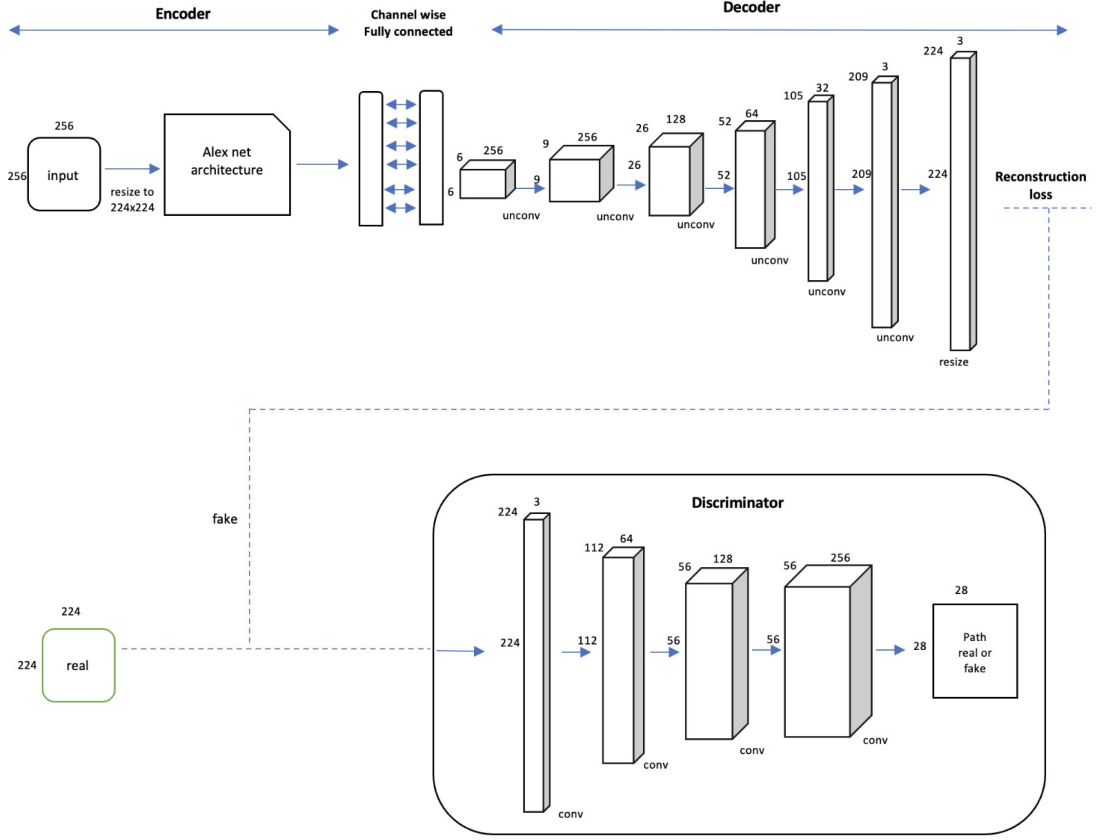 Encoder
Channel wise
Fully connected
Decoder
256
256
input
resize to
224x224
Alex net
architecture
6
256
6
unconv
9
256
9
unconv
26
128
26
unconv
52
64
52
unconv
105
32
105
unconv
209
3
209
unconv
224
3
224
resize
Reconstruction
loss
fake
224
224
real
Discriminator
224
3
224
conv
112
64
112
conv
56
128
56
conv
56
256
56
conv
28
28
Path
real or
fake